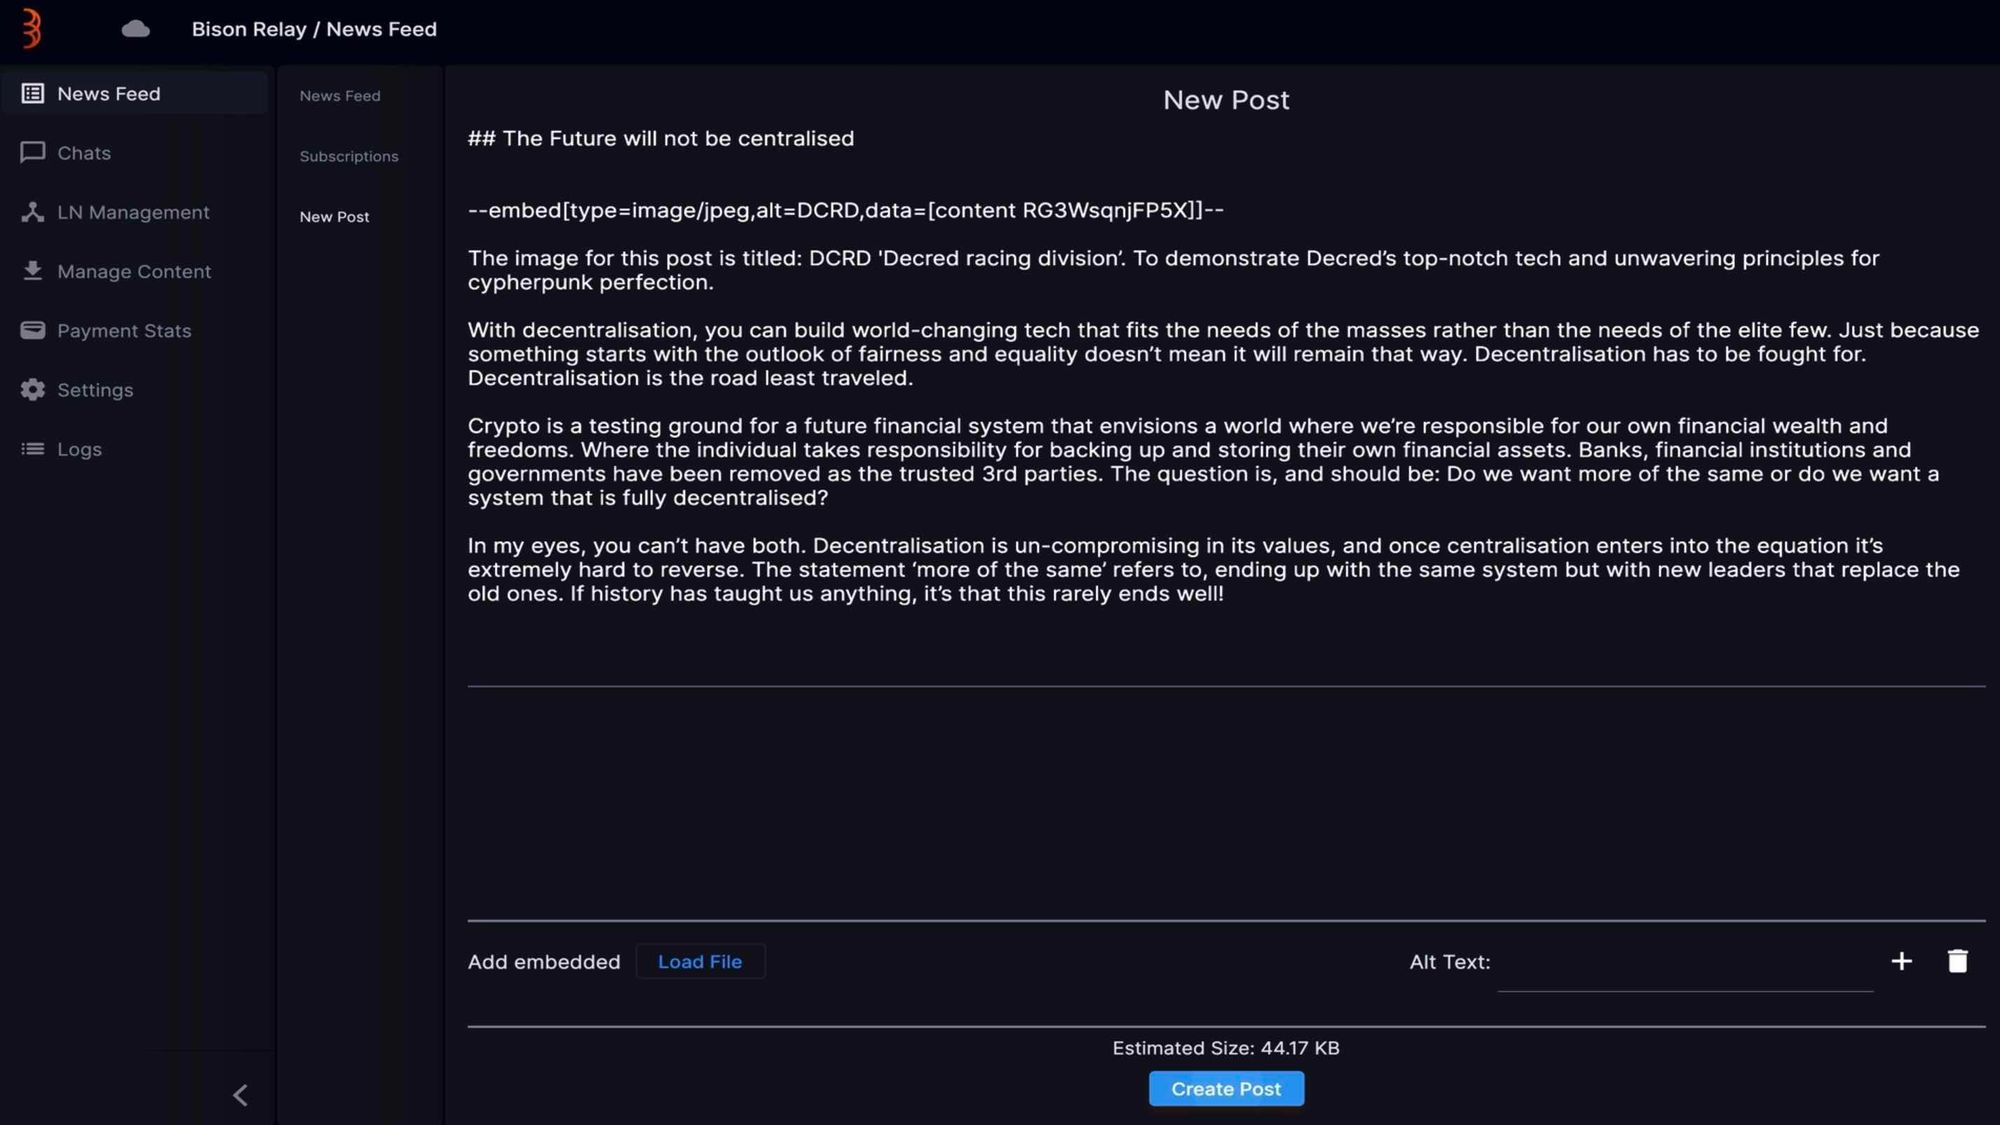 Bison Relay / News Feed
News Feed
Chats
LN Management
Manage Content
Payment Stats
Settings
Logs
News Feed
Subscriptions
New Post
New Post
## The Future will not be centralised
--embed[type=image/jpeg,alt=DCRD,data=[content RG3WsqnjFP5X]]--
The image for this post is titled: DCRD 'Decred racing division’. To demonstrate Decred’s top-notch tech and unwavering principles for
cypherpunk perfection.
With decentralisation, you can build world-changing tech that fits the needs of the masses rather than the needs of the elite few. Just because
something starts with the outlook of fairness and equality doesn’t mean it will remain that way. Decentralisation has to be fought for.
Decentralisation is the road least traveled.
Crypto is a testing ground for a future financial system that envisions a world where we’re responsible for our own financial wealth and
freedoms. Where the individual takes responsibility for backing up and storing their own financial assets. Banks, financial institutions and
governments have been removed as the trusted 3rd parties. The question is, and should be: Do we want more of the same or do we want a
system that is fully decentralised?
In my eyes, you can’t have both. Decentralisation is un-compromising in its values, and once centralisation enters into the equation it’s
extremely hard to reverse. The statement ‘more of the same’ refers to, ending up with the same system but with new leaders that replace the
old ones. If history has taught us anything, it’s that this rarely ends well!
Add embedded
Load File
Alt Text:
Estimated Size: 44.17 KB
Create Post